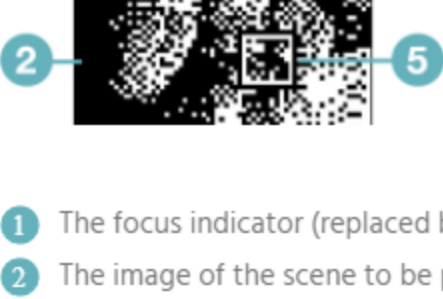 2 5
1 The focus indicator (replaced
2 The image of the scene to be